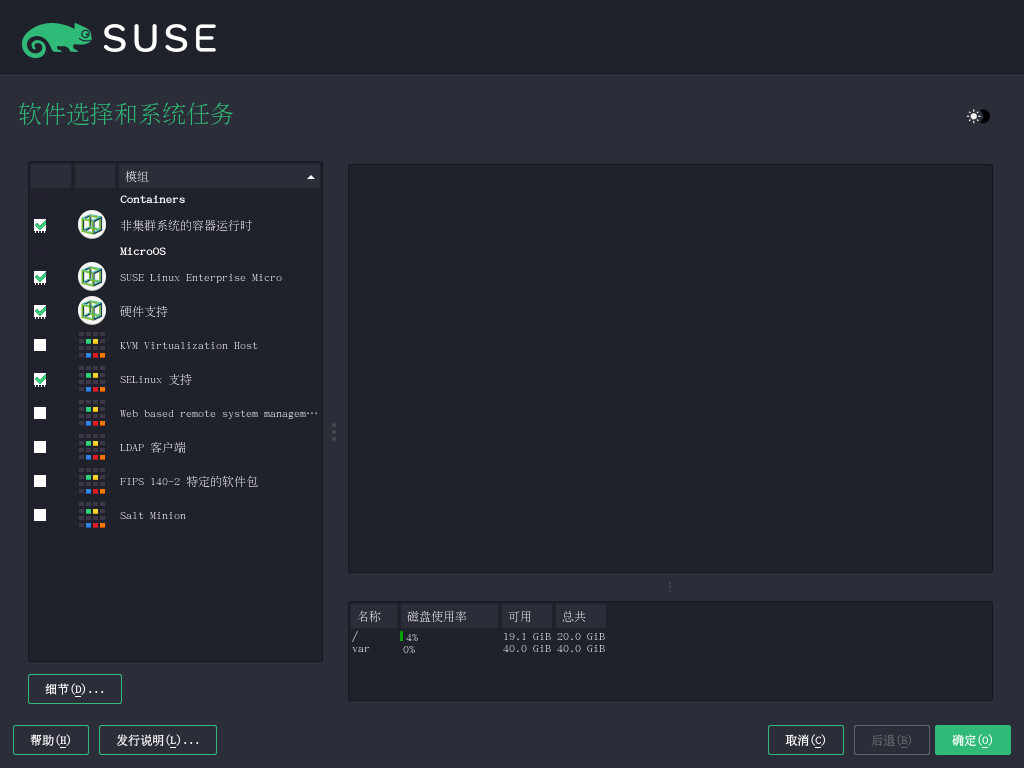 SUSE
软件选择和系统任务
模组
Containers
非集群系统的容器运行时
MicroOS
SUSE Linux Enterprise Micro
硬件支持
KVM Virtualization Host
SELinux 支持
Web based remote system managem…
LDAP 客户端
FIPS 140-2 特定的软件包
Salt Minion
名称 磁盘使用率 可用 总共
/ 4% 19.1 GiB 20.0 GiB
var 0% 40.0 GiB 40.0 GiB
细节(D)...
帮助(H) 发行说明(L)... 取消(C) 后退(B) 确定(O)